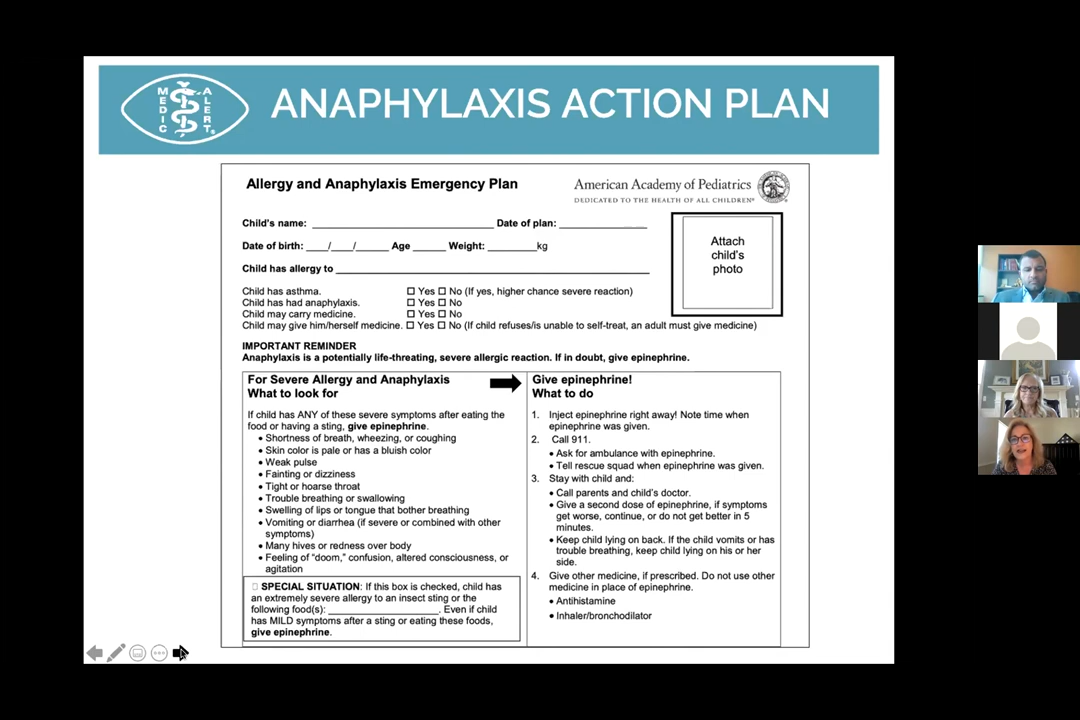 MEDIC ALERT®
ANAPHYLAXIS ACTION PLAN
Allergy and Anaphylaxis Emergency Plan
American Academy of Pediatrics
DEDICATED TO THE HEALTH OF ALL CHILDREN®
Child's name: ______________________________ Date of plan: ______________
Date of birth: ____/____/______ Age ______ Weight: _________kg
Child has allergy to ____________________________________________________
Attach
child's
photo
Child has asthma. ☐ Yes ☐ No (If yes, higher chance severe reaction)
Child has had anaphylaxis. ☐ Yes ☐ No
Child may carry medicine. ☐ Yes ☐ No
Child may give him/herself medicine. ☐ Yes ☐ No (If child refuses/is unable to self-treat, an adult must give medicine)
IMPORTANT REMINDER
Anaphylaxis is a potentially life-threatening, severe allergic reaction. If in doubt, give epinephrine.
For Severe Allergy and Anaphylaxis
What to look for
If child has ANY of these severe symptoms after eating the
food or having a sting, give epinephrine.
• Shortness of breath, wheezing, or coughing
• Skin color is pale or has a bluish color
• Weak pulse
• Fainting or dizziness
• Tight or hoarse throat
• Trouble breathing or swallowing
• Swelling of lips or tongue that bother breathing
• Vomiting or diarrhea (if severe or combined with other
symptoms)
• Many hives or redness over body
• Feeling of "doom," confusion, altered consciousness, or
agitation
☐ SPECIAL SITUATION: If this box is checked, child has
an extremely severe allergy to an insect sting or the
following food(s): ____________________. Even if child
has MILD symptoms after a sting or eating these foods,
give epinephrine.
Give epinephrine!
What to do
1. Inject epinephrine right away! Note time when
epinephrine was given.
2. Call 911.
• Ask for ambulance with epinephrine.
• Tell rescue squad when epinephrine was given.
3. Stay with child and:
• Call parents and child's doctor.
• Give a second dose of epinephrine, if symptoms
get worse, continue, or do not get better in 5
minutes.
• Keep child lying on back. If the child vomits or has
trouble breathing, keep child lying on his or her
side.
4. Give other medicine, if prescribed. Do not use other
medicine in place of epinephrine.
• Antihistamine
• Inhaler/bronchodilator